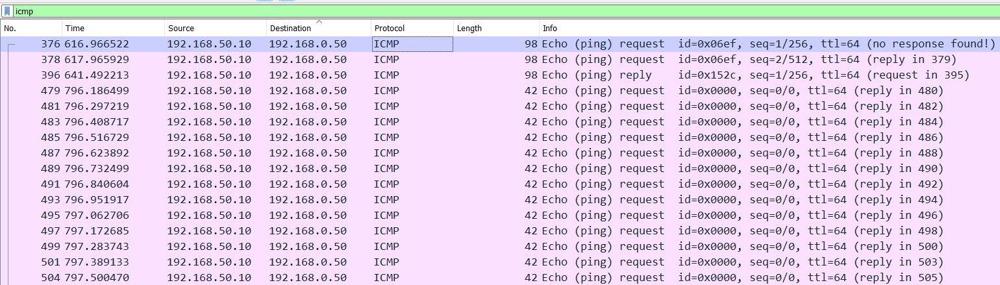 icmp
No. Time Source Destination Protocol Length Info
376 616.966522 192.168.50.10 192.168.0.50 ICMP 98 Echo (ping) request id=0x06ef, seq=1/256, ttl=64 (no response found!)
378 617.965929 192.168.50.10 192.168.0.50 ICMP 98 Echo (ping) request id=0x06ef, seq=2/512, ttl=64 (reply in 379)
396 641.492213 192.168.50.10 192.168.0.50 ICMP 98 Echo (ping) reply id=0x152c, seq=1/256, ttl=64 (request in 395)
479 796.186499 192.168.50.10 192.168.0.50 ICMP 42 Echo (ping) request id=0x0000, seq=0/0, ttl=64 (reply in 480)
481 796.297219 192.168.50.10 192.168.0.50 ICMP 42 Echo (ping) request id=0x0000, seq=0/0, ttl=64 (reply in 482)
483 796.408717 192.168.50.10 192.168.0.50 ICMP 42 Echo (ping) request id=0x0000, seq=0/0, ttl=64 (reply in 484)
485 796.516729 192.168.50.10 192.168.0.50 ICMP 42 Echo (ping) request id=0x0000, seq=0/0, ttl=64 (reply in 486)
487 796.623892 192.168.50.10 192.168.0.50 ICMP 42 Echo (ping) request id=0x0000, seq=0/0, ttl=64 (reply in 488)
489 796.732499 192.168.50.10 192.168.0.50 ICMP 42 Echo (ping) request id=0x0000, seq=0/0, ttl=64 (reply in 490)
491 796.840604 192.168.50.10 192.168.0.50 ICMP 42 Echo (ping) request id=0x0000, seq=0/0, ttl=64 (reply in 492)
493 796.951917 192.168.50.10 192.168.0.50 ICMP 42 Echo (ping) request id=0x0000, seq=0/0, ttl=64 (reply in 494)
495 797.062706 192.168.50.10 192.168.0.50 ICMP 42 Echo (ping) request id=0x0000, seq=0/0, ttl=64 (reply in 496)
497 797.172685 192.168.50.10 192.168.0.50 ICMP 42 Echo (ping) request id=0x0000, seq=0/0, ttl=64 (reply in 498)
499 797.283743 192.168.50.10 192.168.0.50 ICMP 42 Echo (ping) request id=0x0000, seq=0/0, ttl=64 (reply in 500)
501 797.389133 192.168.50.10 192.168.0.50 ICMP 42 Echo (ping) request id=0x0000, seq=0/0, ttl=64 (reply in 503)
504 797.500470 192.168.50.10 192.168.0.50 ICMP 42 Echo (ping) request id=0x0000, seq=0/0, ttl=64 (reply in 505)